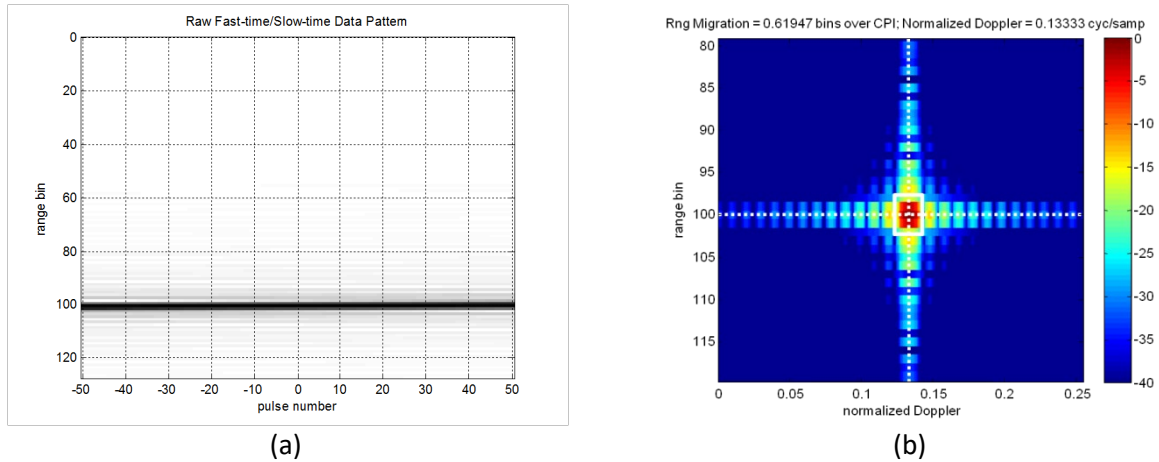 Raw Fast-time/Slow-time Data Pattern
0
20
40
60
80
100
120
range bin
-50 -40 -30 -20 -10 0 10 20 30 40 50
pulse number
(a)
Rng Migration = 0.61947 bins over CPI; Normalized Doppler = 0.13333 cyc/samp
80
85
90
95
100
105
110
115
range bin
0 0.05 0.1 0.15 0.2 0.25
normalized Doppler
0
-5
-10
-15
-20
-25
-30
-35
-40
(b)